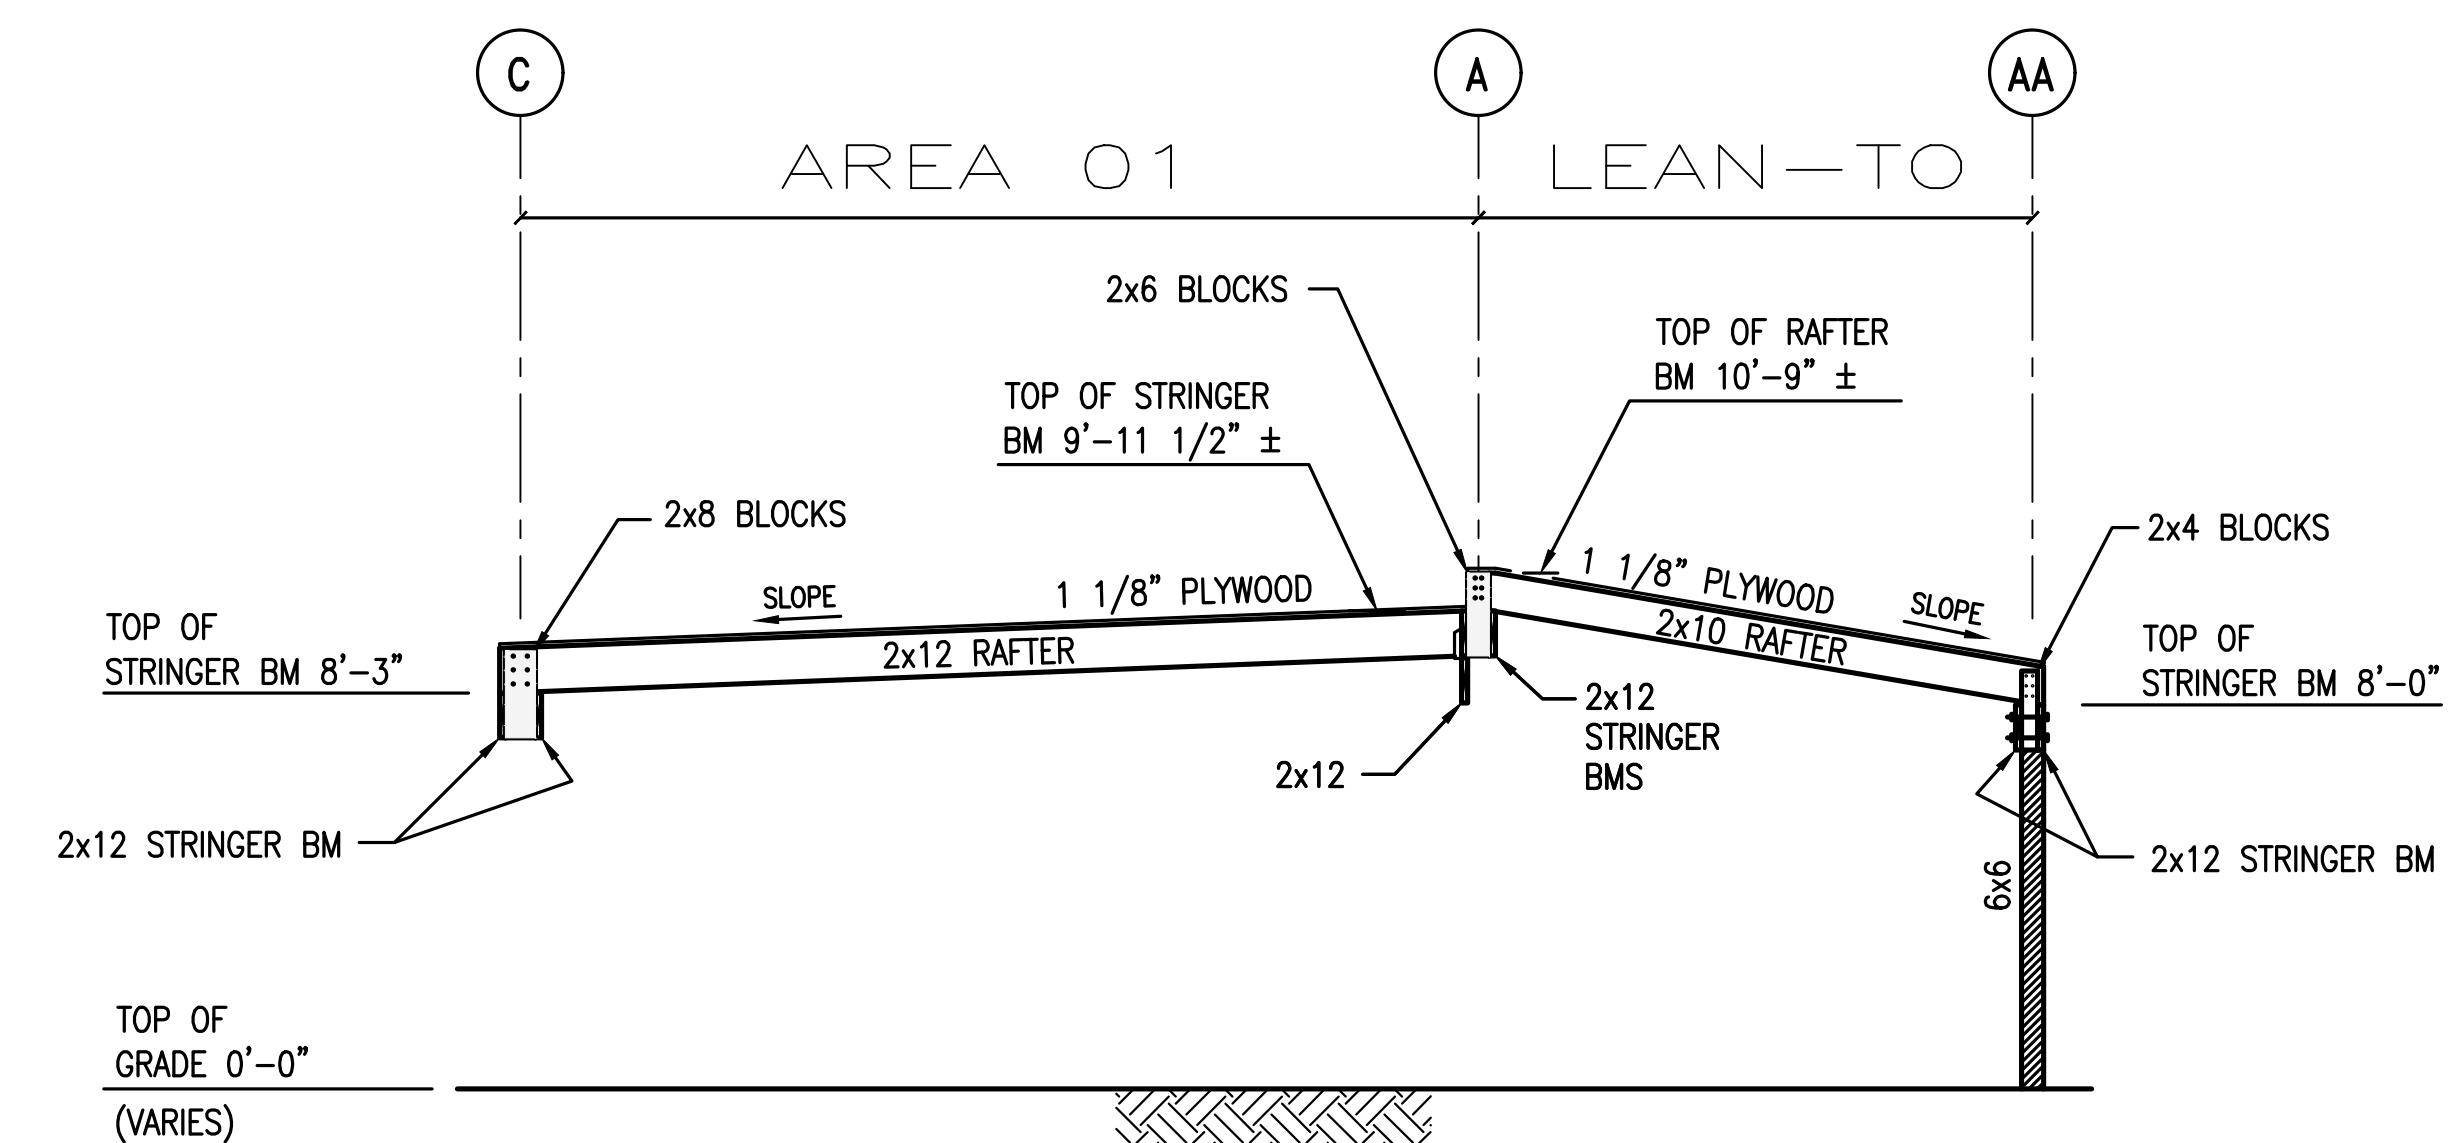 C
A
AA
AREA 01
LEAN-TO
2x6 BLOCKS
TOP OF RAFTER
BM 10'-9" ±
TOP OF STRINGER
BM 9'-11 1/2" ±
2x8 BLOCKS
2x4 BLOCKS
SLOPE
1 1/8" PLYWOOD
1 1/8" PLYWOOD
SLOPE
TOP OF
STRINGER BM 8'-3"
2x12 RAFTER
2x10 RAFTER
TOP OF
STRINGER BM 8'-0"
2x12
STRINGER
BMS
2x12
2x12 STRINGER BM
2x12 STRINGER BM
6x6
TOP OF
GRADE 0'-0"
(VARIES)